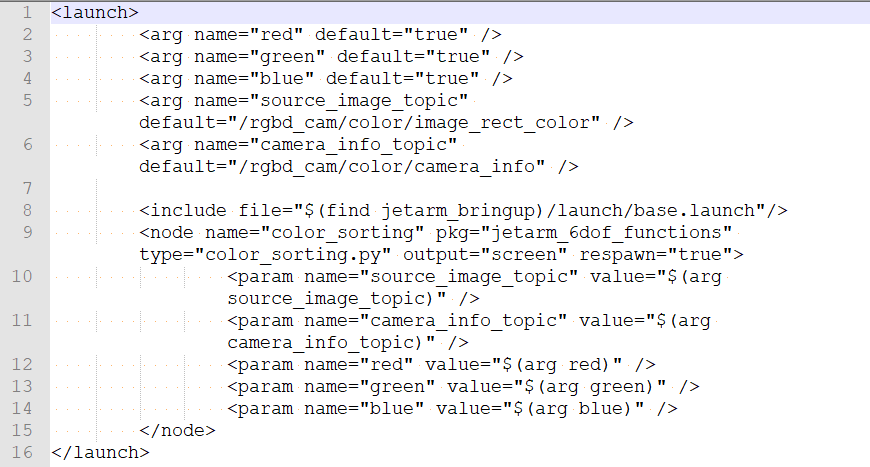 1 <launch>
2 <arg name="red" default="true" />
3 <arg name="green" default="true" />
4 <arg name="blue" default="true" />
5 <arg name="source_image_topic"
default="/rgbd_cam/color/image_rect_color" />
6 <arg name="camera_info_topic"
default="/rgbd_cam/color/camera_info" />
7
8 <include file="$(find jetarm_bringup)/launch/base.launch"/>
9 <node name="color_sorting" pkg="jetarm_6dof_functions"
type="color_sorting.py" output="screen" respawn="true">
10 <param name="source_image_topic" value="$(arg
source_image_topic)" />
11 <param name="camera_info_topic" value="$(arg
camera_info_topic)" />
12 <param name="red" value="$(arg red)" />
13 <param name="green" value="$(arg green)" />
14 <param name="blue" value="$(arg blue)" />
15 </node>
16 </launch>